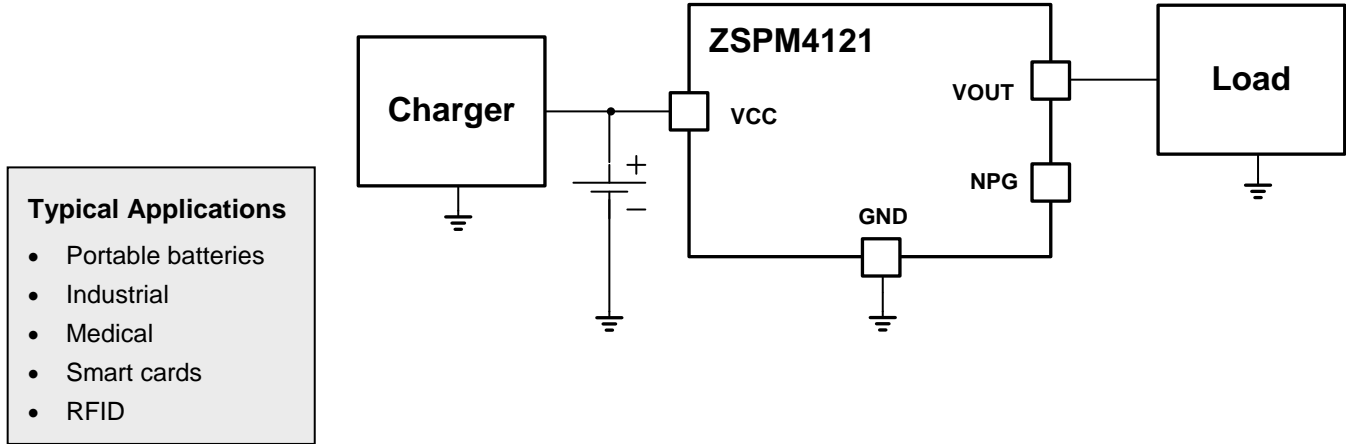 ZSPM4121
Charger
VCC
VOUT
Load
NPG
GND
+
−
Typical Applications
• Portable batteries
• Industrial
• Medical
• Smart cards
• RFID